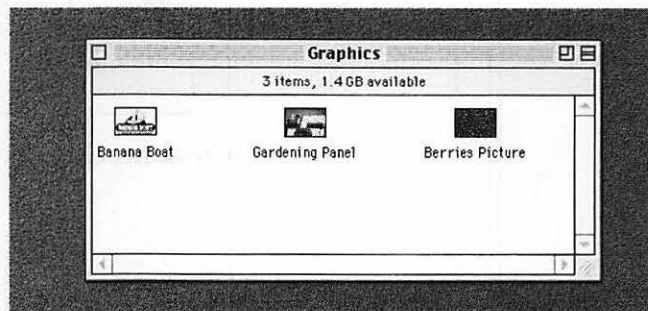 Graphics
3 items, 1.4 GB available
Banana Boat Gardening Panel Berries Picture